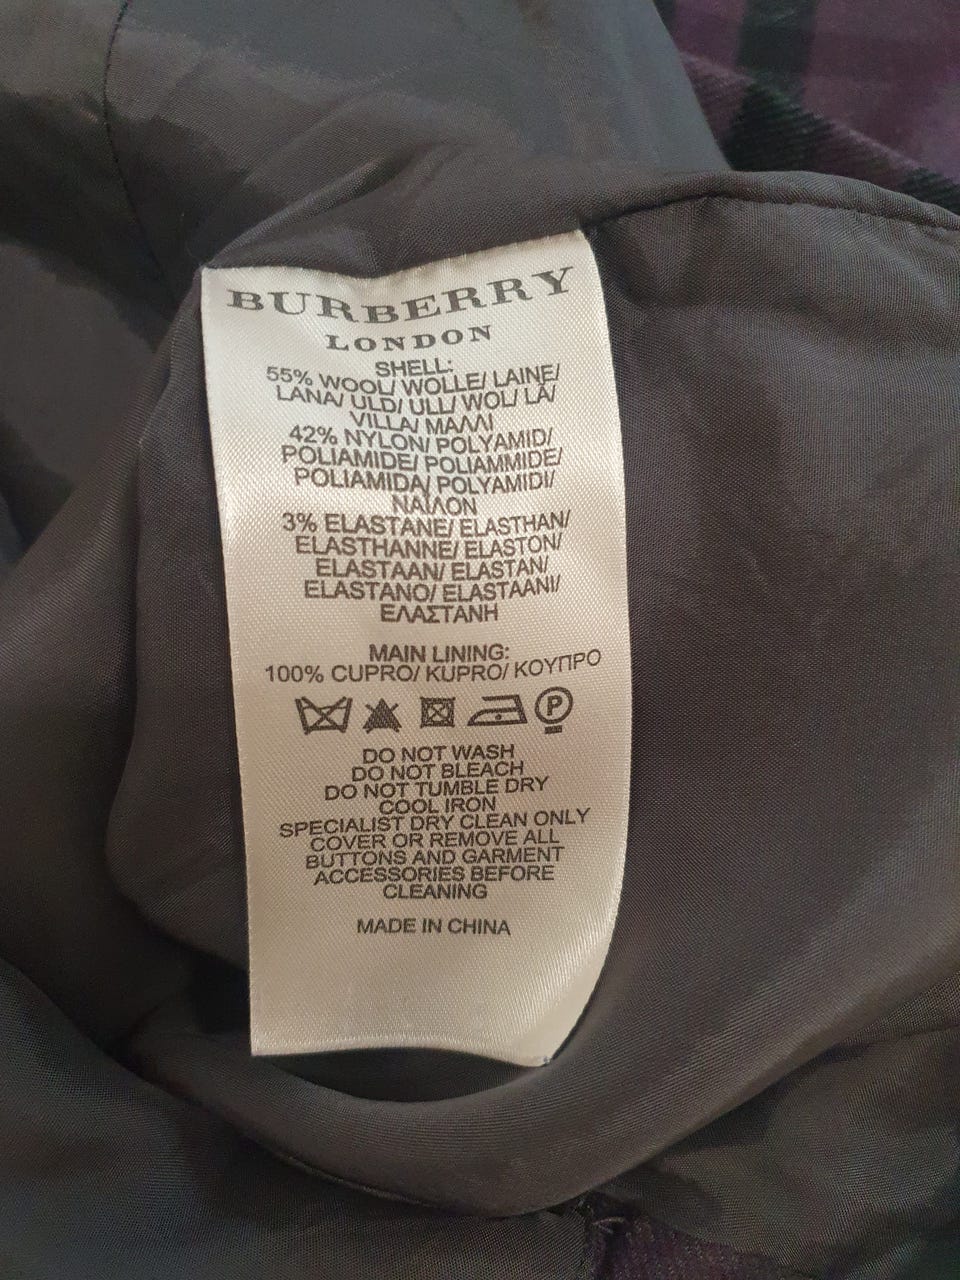 BURBERRY
LONDON
SHELL:
55% WOOL/ WOLLE/ LAINE/
LANA/ ULD/ ULL/ WOL/ LÃ/
VILLA/ ΜΑΛΛΙ
42% NYLON/ POLYAMID/
POLIAMIDE/ POLIAMMIDE/
POLIAMIDA/ POLYAMIDI/
ΝΑΪΛΟΝ
3% ELASTANE/ ELASTHAN/
ELASTHANNE/ ELASTON/
ELASTAAN/ ELASTAN/
ELASTANO/ ELASTAANI/
ΕΛΑΣΤΑΝΗ
MAIN LINING:
100% CUPRO/ KUPRO/ ΚΟΥΠΡΟ
P
DO NOT WASH
DO NOT BLEACH
DO NOT TUMBLE DRY
COOL IRON
SPECIALIST DRY CLEAN ONLY
COVER OR REMOVE ALL
BUTTONS AND GARMENT
ACCESSORIES BEFORE
CLEANING
MADE IN CHINA